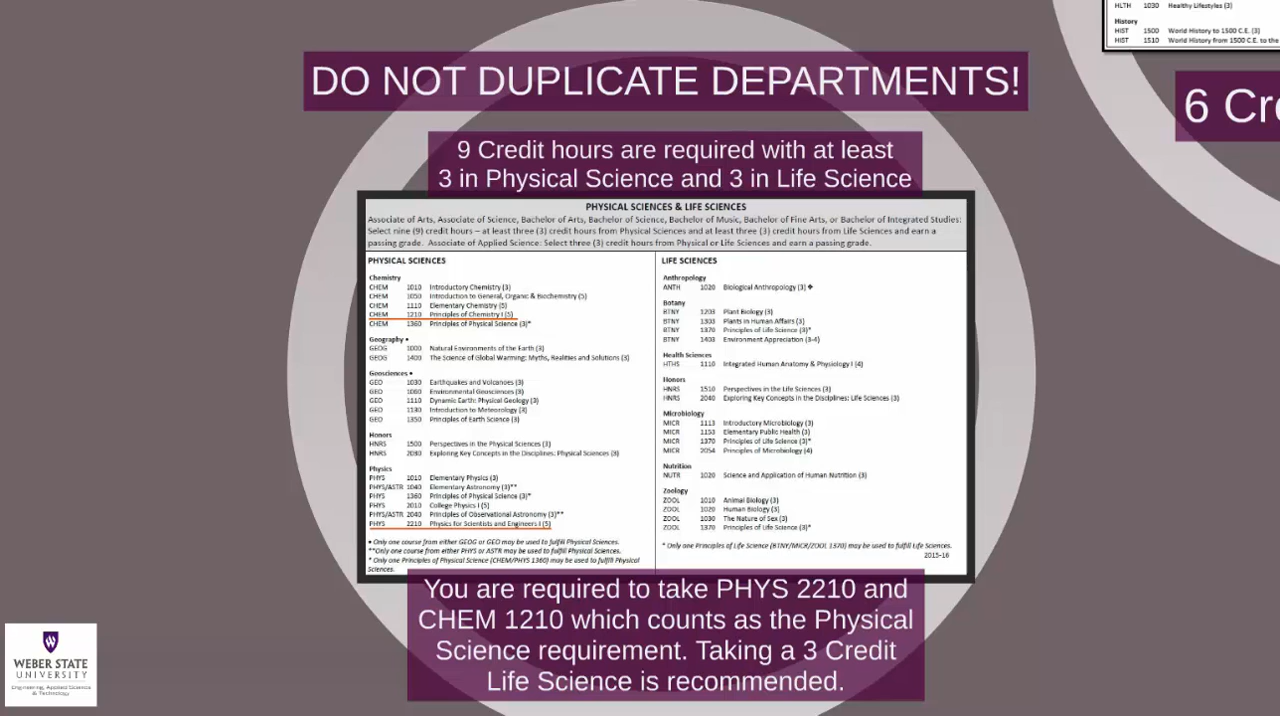 HLTH 1030 Healthy Lifestyles (3)
History
HIST 1500 World History to 1500 C.E. (3)
HIST 1510 World History from 1500 C.E. to the
DO NOT DUPLICATE DEPARTMENTS!
6 Cre
9 Credit hours are required with at least
3 in Physical Science and 3 in Life Science
PHYSICAL SCIENCES & LIFE SCIENCES
Associate of Arts, Associate of Science, Bachelor of Arts, Bachelor of Science, Bachelor of Music, Bachelor of Fine Arts, or Bachelor of Integrated Studies:
Select nine (9) credit hours – at least three (3) credit hours from Physical Sciences and at least three (3) credit hours from Life Sciences and earn a
passing grade. Associate of Applied Science: Select three (3) credit hours from Physical or Life Sciences and earn a passing grade.
PHYSICAL SCIENCES
Chemistry
CHEM 1010 Introductory Chemistry (3)
CHEM 1050 Introduction to General, Organic & Biochemistry (5)
CHEM 1110 Elementary Chemistry (5)
CHEM 1210 Principles of Chemistry I (5)
CHEM 1360 Principles of Physical Science (3)*
Geography •
GEOG 1000 Natural Environments of the Earth (3)
GEOG 1400 The Science of Global Warming: Myths, Realities and Solutions (3)
Geosciences •
GEO 1030 Earthquakes and Volcanoes (3)
GEO 1060 Environmental Geosciences (3)
GEO 1110 Dynamic Earth: Physical Geology (3)
GEO 1130 Introduction to Meteorology (3)
GEO 1350 Principles of Earth Science (3)
Honors
HNRS 1500 Perspectives in the Physical Sciences (3)
HNRS 2030 Exploring Key Concepts in the Disciplines: Physical Sciences (3)
Physics
PHYS 1010 Elementary Physics (3)
PHYS/ASTR 1040 Elementary Astronomy (3)**
PHYS 1360 Principles of Physical Science (3)*
PHYS 2010 College Physics I (5)
PHYS/ASTR 2040 Principles of Observational Astronomy (3)**
PHYS 2210 Physics for Scientists and Engineers I (5)
• Only one course from either GEOG or GEO may be used to fulfill Physical Sciences.
**Only one course from either PHYS or ASTR may be used to fulfill Physical Sciences.
* Only one Principles of Physical Science (CHEM/PHYS 1360) may be used to fulfill Physical
Sciences.
LIFE SCIENCES
Anthropology
ANTH 1020 Biological Anthropology (3) ❖
Botany
BTNY 1203 Plant Biology (3)
BTNY 1303 Plants in Human Affairs (3)
BTNY 1370 Principles of Life Science (3)*
BTNY 1403 Environment Appreciation (3-4)
Health Sciences
HTHS 1110 Integrated Human Anatomy & Physiology I (4)
Honors
HNRS 1510 Perspectives in the Life Sciences (3)
HNRS 2040 Exploring Key Concepts in the Disciplines: Life Sciences (3)
Microbiology
MICR 1113 Introductory Microbiology (3)
MICR 1153 Elementary Public Health (3)
MICR 1370 Principles of Life Science (3)*
MICR 2054 Principles of Microbiology (4)
Nutrition
NUTR 1020 Science and Application of Human Nutrition (3)
Zoology
ZOOL 1010 Animal Biology (3)
ZOOL 1020 Human Biology (3)
ZOOL 1030 The Nature of Sex (3)
ZOOL 1370 Principles of Life Science (3)*
* Only one Principles of Life Science (BTNY/MICR/ZOOL 1370) may be used to fulfill Life Sciences.
2015-16
You are required to take PHYS 2210 and
CHEM 1210 which counts as the Physical
Science requirement. Taking a 3 Credit
Life Science is recommended.
WEBER STATE
UNIVERSITY
Engineering, Applied Science
& Technology